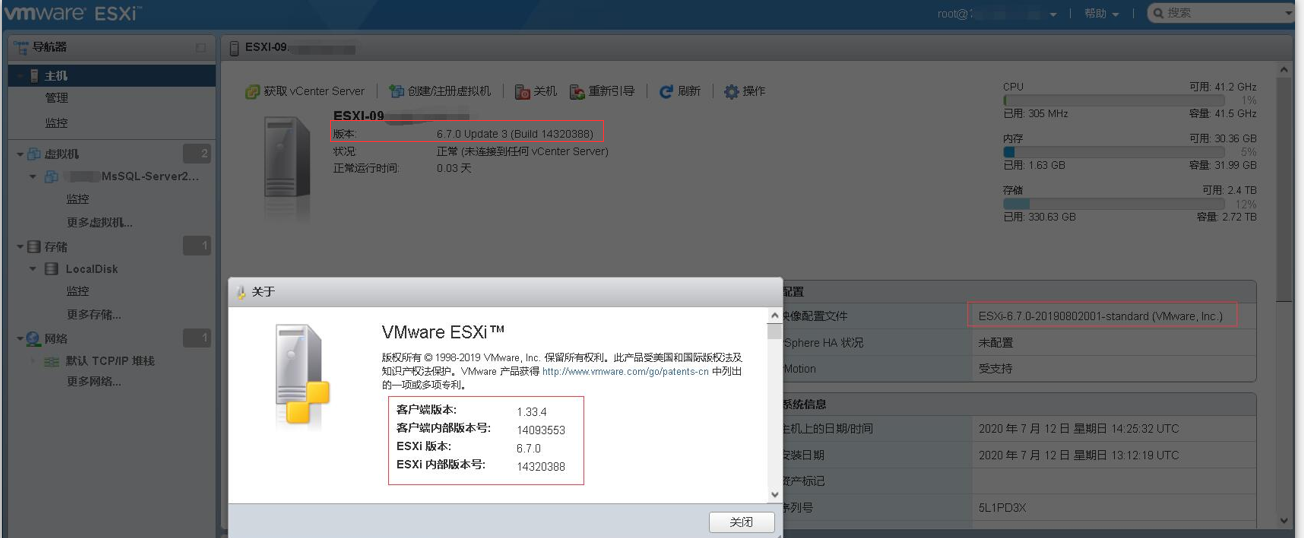 vmware ESXi™
root@1
帮助
搜索
导航器
主机
管理
监控
虚拟机 2
MsSQL-Server2...
监控
更多虚拟机...
存储 1
LocalDisk
监控
更多存储...
网络 1
默认 TCP/IP 堆栈
更多网络...
ESXI-09.
获取 vCenter Server
创建/注册虚拟机
关机
重新引导
刷新
操作
ESXI-09
版本: 6.7.0 Update 3 (Build 14320388)
状况: 正常 (未连接到任何 vCenter Server)
正常运行时间: 0.03 天
CPU 可用: 41.2 GHz
1%
已用: 305 MHz 容量: 41.5 GHz
内存 可用: 30.36 GB
5%
已用: 1.63 GB 容量: 31.99 GB
存储 可用: 2.4 TB
12%
已用: 330.63 GB 容量: 2.72 TB
关于
VMware ESXi™
版权所有 © 1998-2019 VMware, Inc. 保留所有权利。此产品受美国和国际版权法及
知识产权法保护。VMware 产品获得 http://www.vmware.com/go/patents-cn 中列出
的一项或多项专利。
客户端版本: 1.33.4
客户端内部版本号: 14093553
ESXi 版本: 6.7.0
ESXi 内部版本号: 14320388
关闭
配置
映像配置文件 ESXi-6.7.0-20190802001-standard (VMware, Inc.)
vSphere HA 状况 未配置
vMotion 受支持
系统信息
主机上的日期/时间 2020 年 7 月 12 日 星期日 14:25:32 UTC
安装日期 2020 年 7 月 12 日 星期日 13:12:19 UTC
资产标记
序列号 5L1PD3X